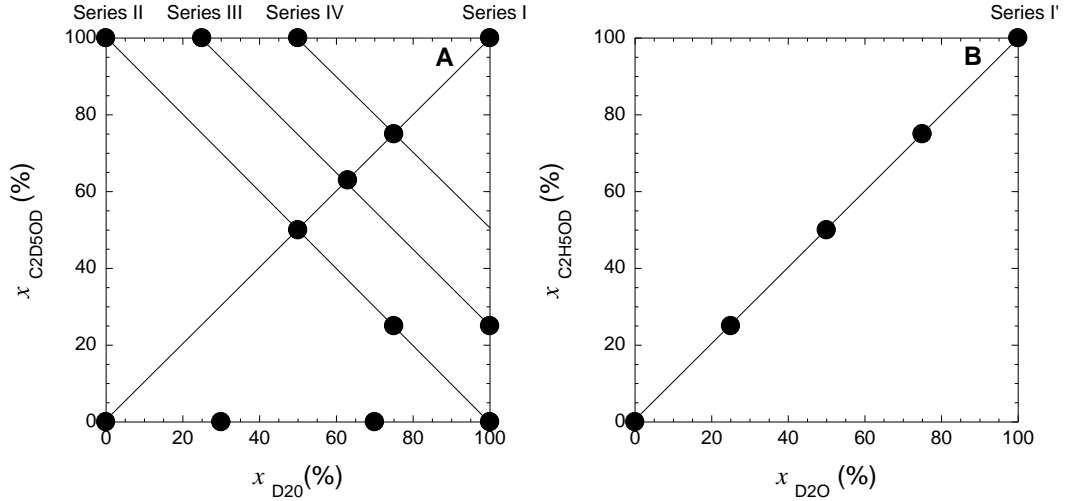 Series II Series III Series IV Series I
A
100
80
60
40
20
0
x C2D5OD (%)
0 20 40 60 80 100
x D20 (%)
Series I'
B
100
80
60
40
20
0
x C2H5OD (%)
0 20 40 60 80 100
x D2O (%)